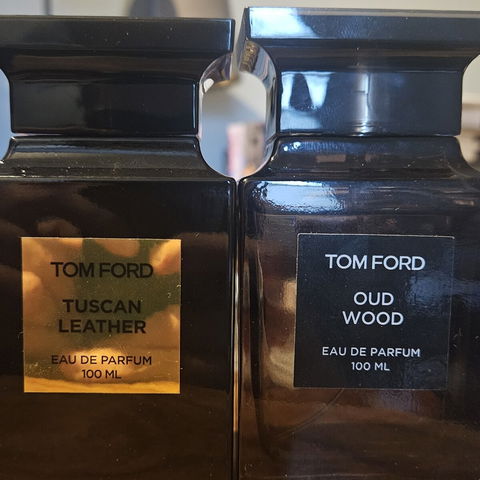 TOM FORD
TUSCAN
LEATHER
EAU DE PARFUM
100 ML
TOM FORD
OUD
WOOD
EAU DE PARFUM
100 ML